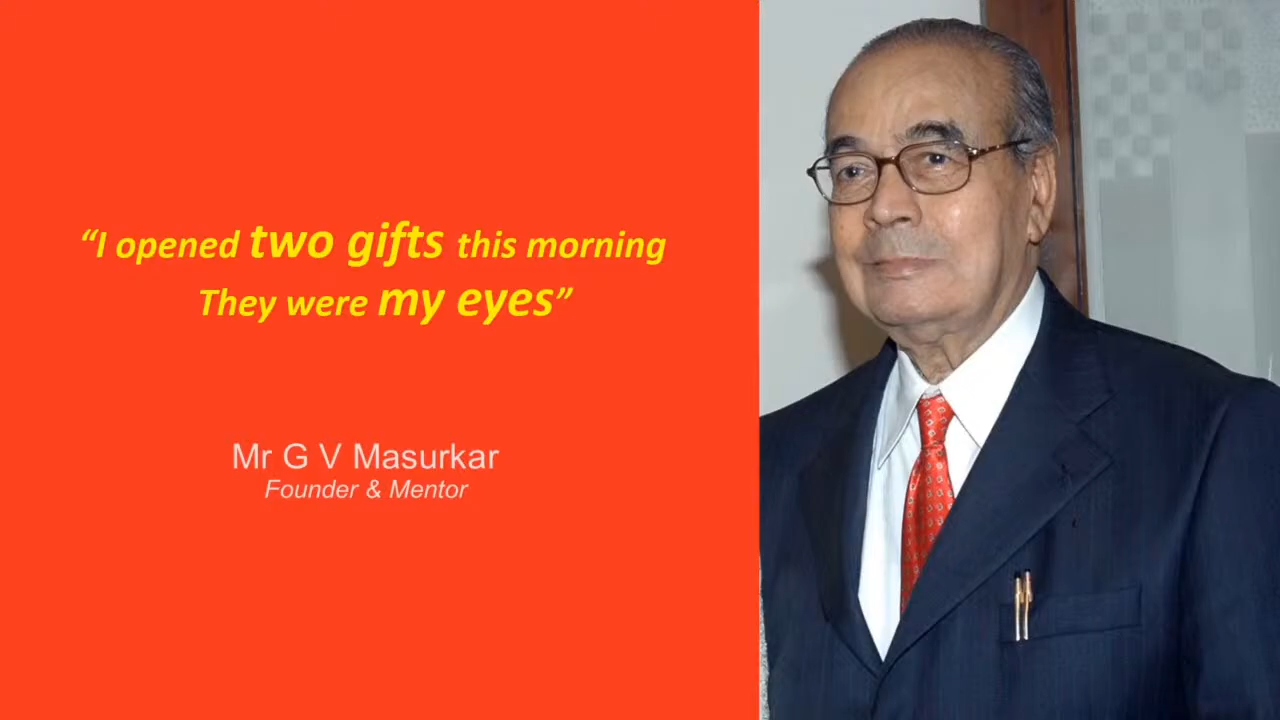 “I opened two gifts this morning
They were my eyes”
Mr G V Masurkar
Founder & Mentor